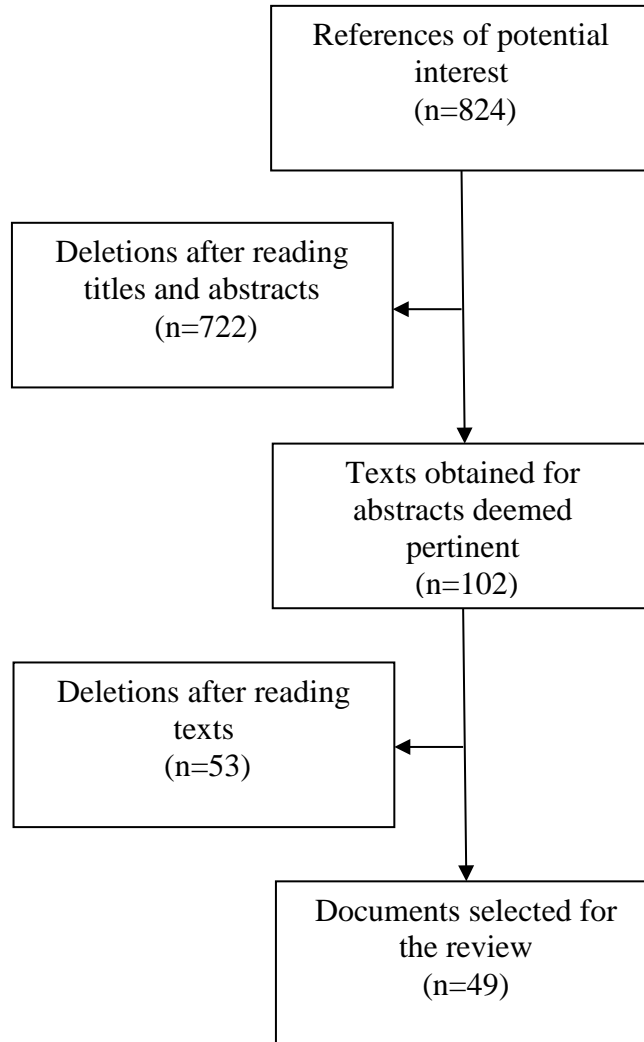 References of potential
interest
(n=824)
Deletions after reading
titles and abstracts
(n=722)
Texts obtained for
abstracts deemed
pertinent
(n=102)
Deletions after reading
texts
(n=53)
Documents selected for
the review
(n=49)